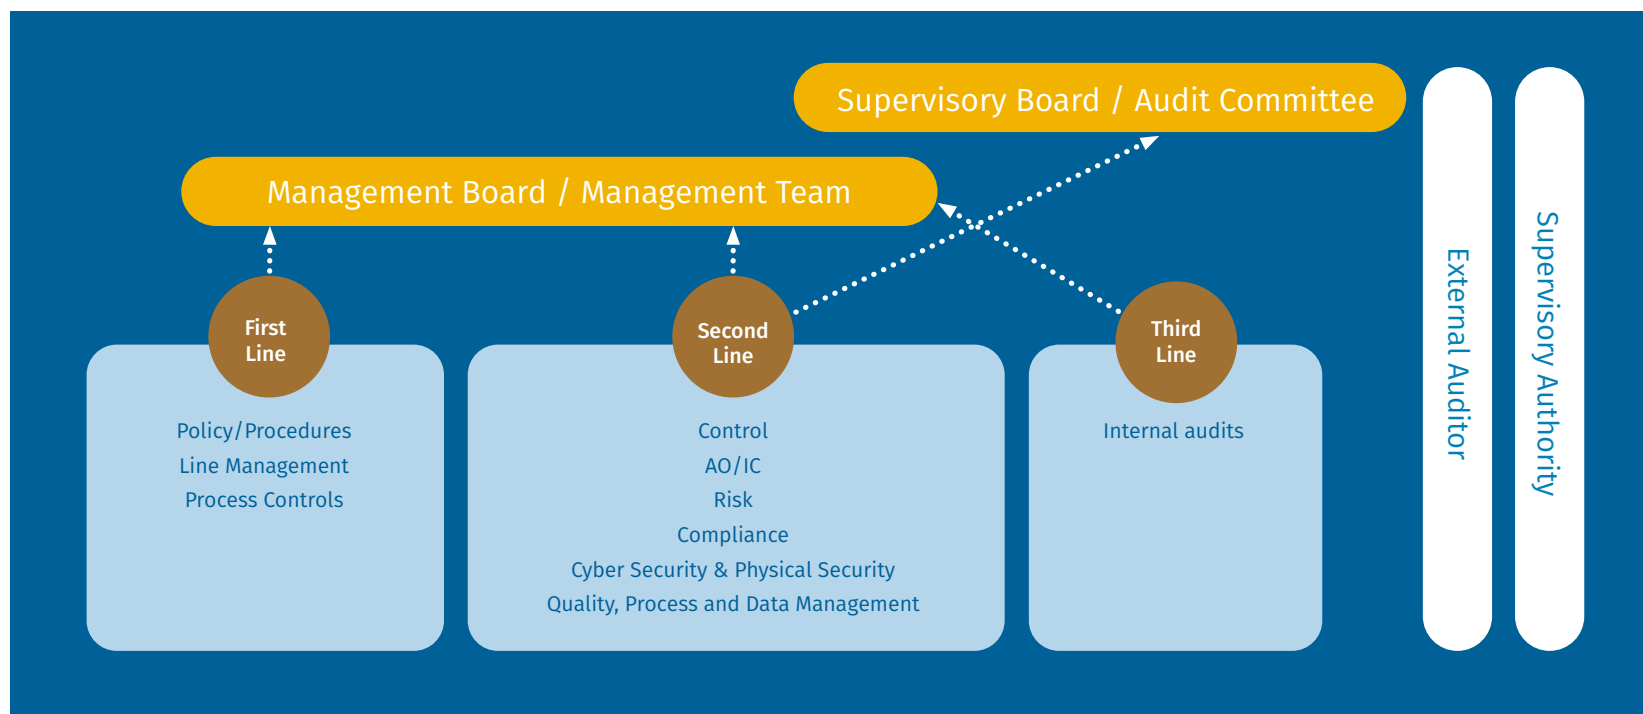 Supervisory Board / Audit Committee
Management Board / Management Team
First
Line
Policy/Procedures
Line Management
Process Controls
Second
Line
Control
AO/IC
Risk
Compliance
Cyber Security & Physical Security
Quality, Process and Data Management
Third
Line
Internal audits
External Auditor
Supervisory Authority